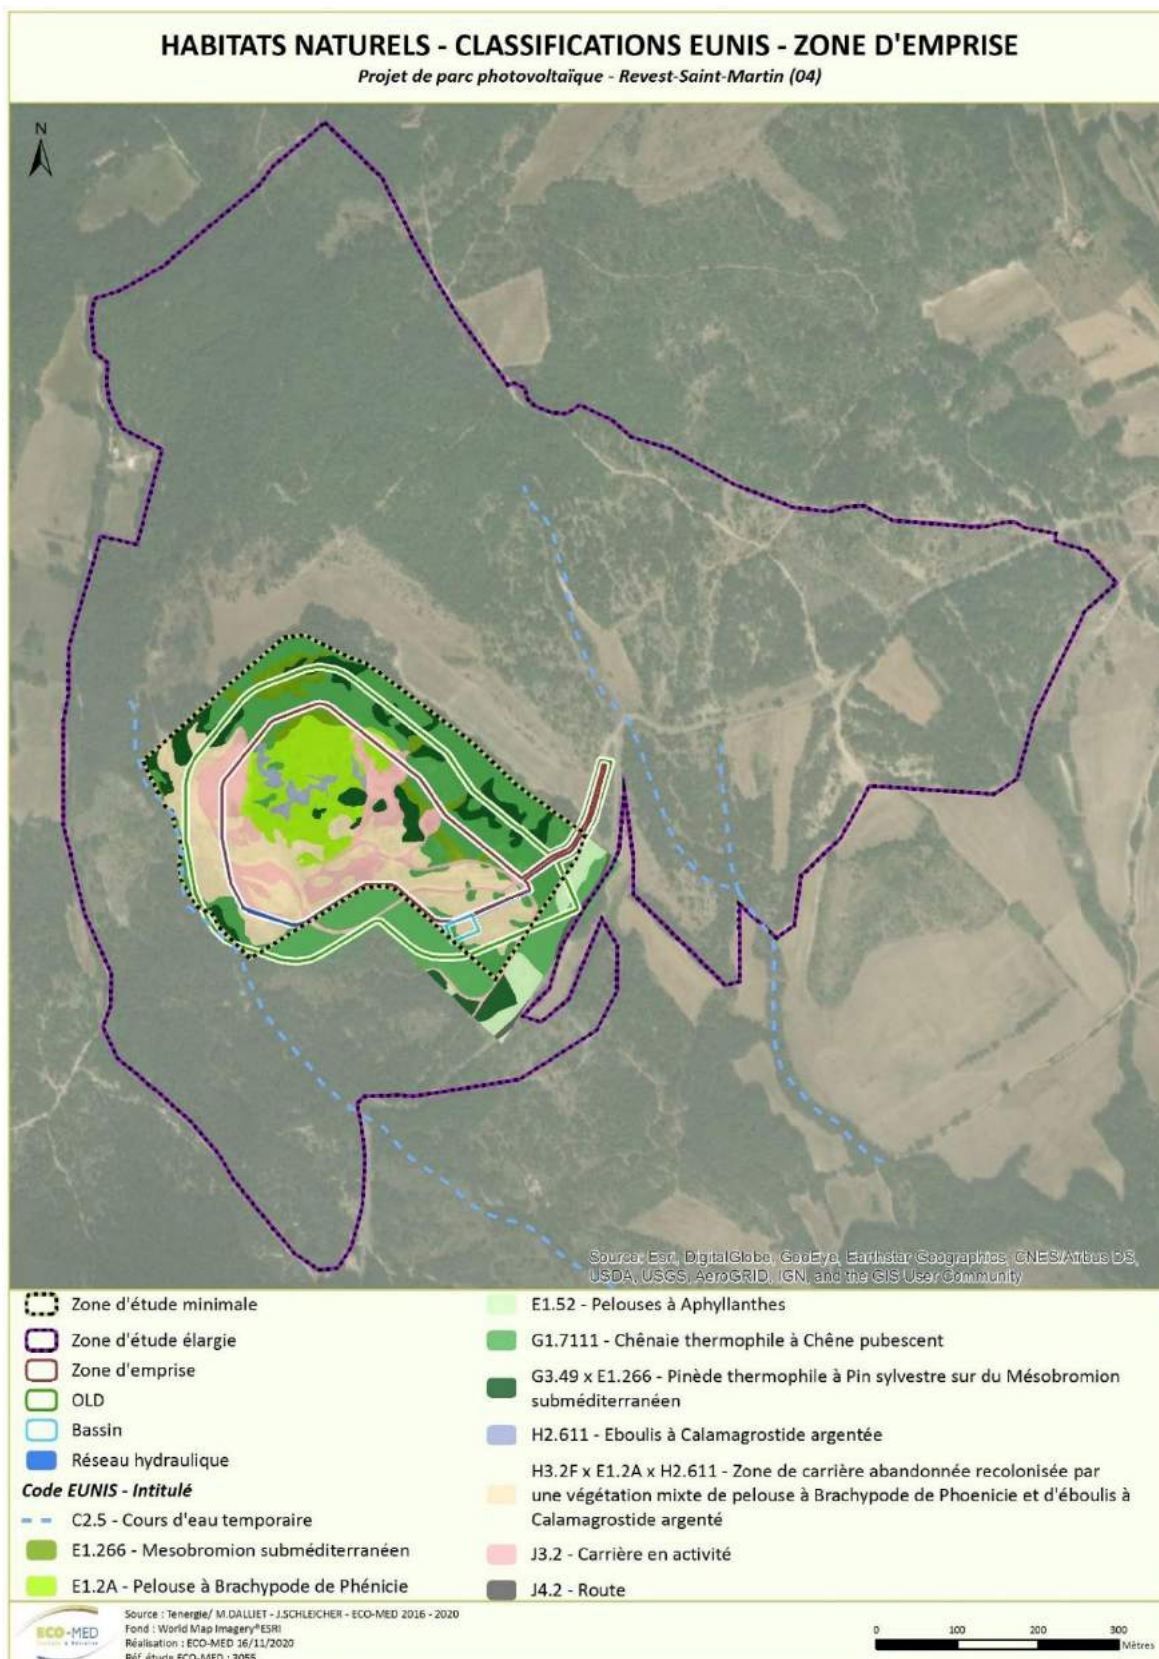 HABITATS NATURELS - CLASSIFICATIONS EUNIS - ZONE D'EMPRISE
Projet de parc photovoltaïque - Revest-Saint-Martin (04)
N
Source: Esri, DigitalGlobe, GeoEye, Earthstar Geographics, CNES/Airbus DS,
USDA, USGS, AeroGRID, IGN, and the GIS User Community
Zone d'étude minimale
Zone d'étude élargie
Zone d'emprise
OLD
Bassin
Réseau hydraulique
Code EUNIS - Intitulé
C2.5 - Cours d'eau temporaire
E1.266 - Mesobromion subméditerranéen
E1.2A - Pelouse à Brachypode de Phénicie
E1.52 - Pelouses à Aphyllanthes
G1.7111 - Chênaie thermophile à Chêne pubescent
G3.49 x E1.266 - Pinède thermophile à Pin sylvestre sur du Mésobromion
subméditerranéen
H2.611 - Eboulis à Calamagrostide argentée
H3.2F x E1.2A x H2.611 - Zone de carrière abandonnée recolonisée par
une végétation mixte de pelouse à Brachypode de Phoenicie et d'éboulis à
Calamagrostide argenté
J3.2 - Carrière en activité
J4.2 - Route
ECO-MED
Source : Tenergie/ M.DALLIET - J.SCHLEICHER - ECO-MED 2016 - 2020
Fond : World Map Imagery®ESRI
Réalisation : ECO-MED 16/11/2020
Réf. étude ECO-MED : 3055
0 100 200 300
Mètres